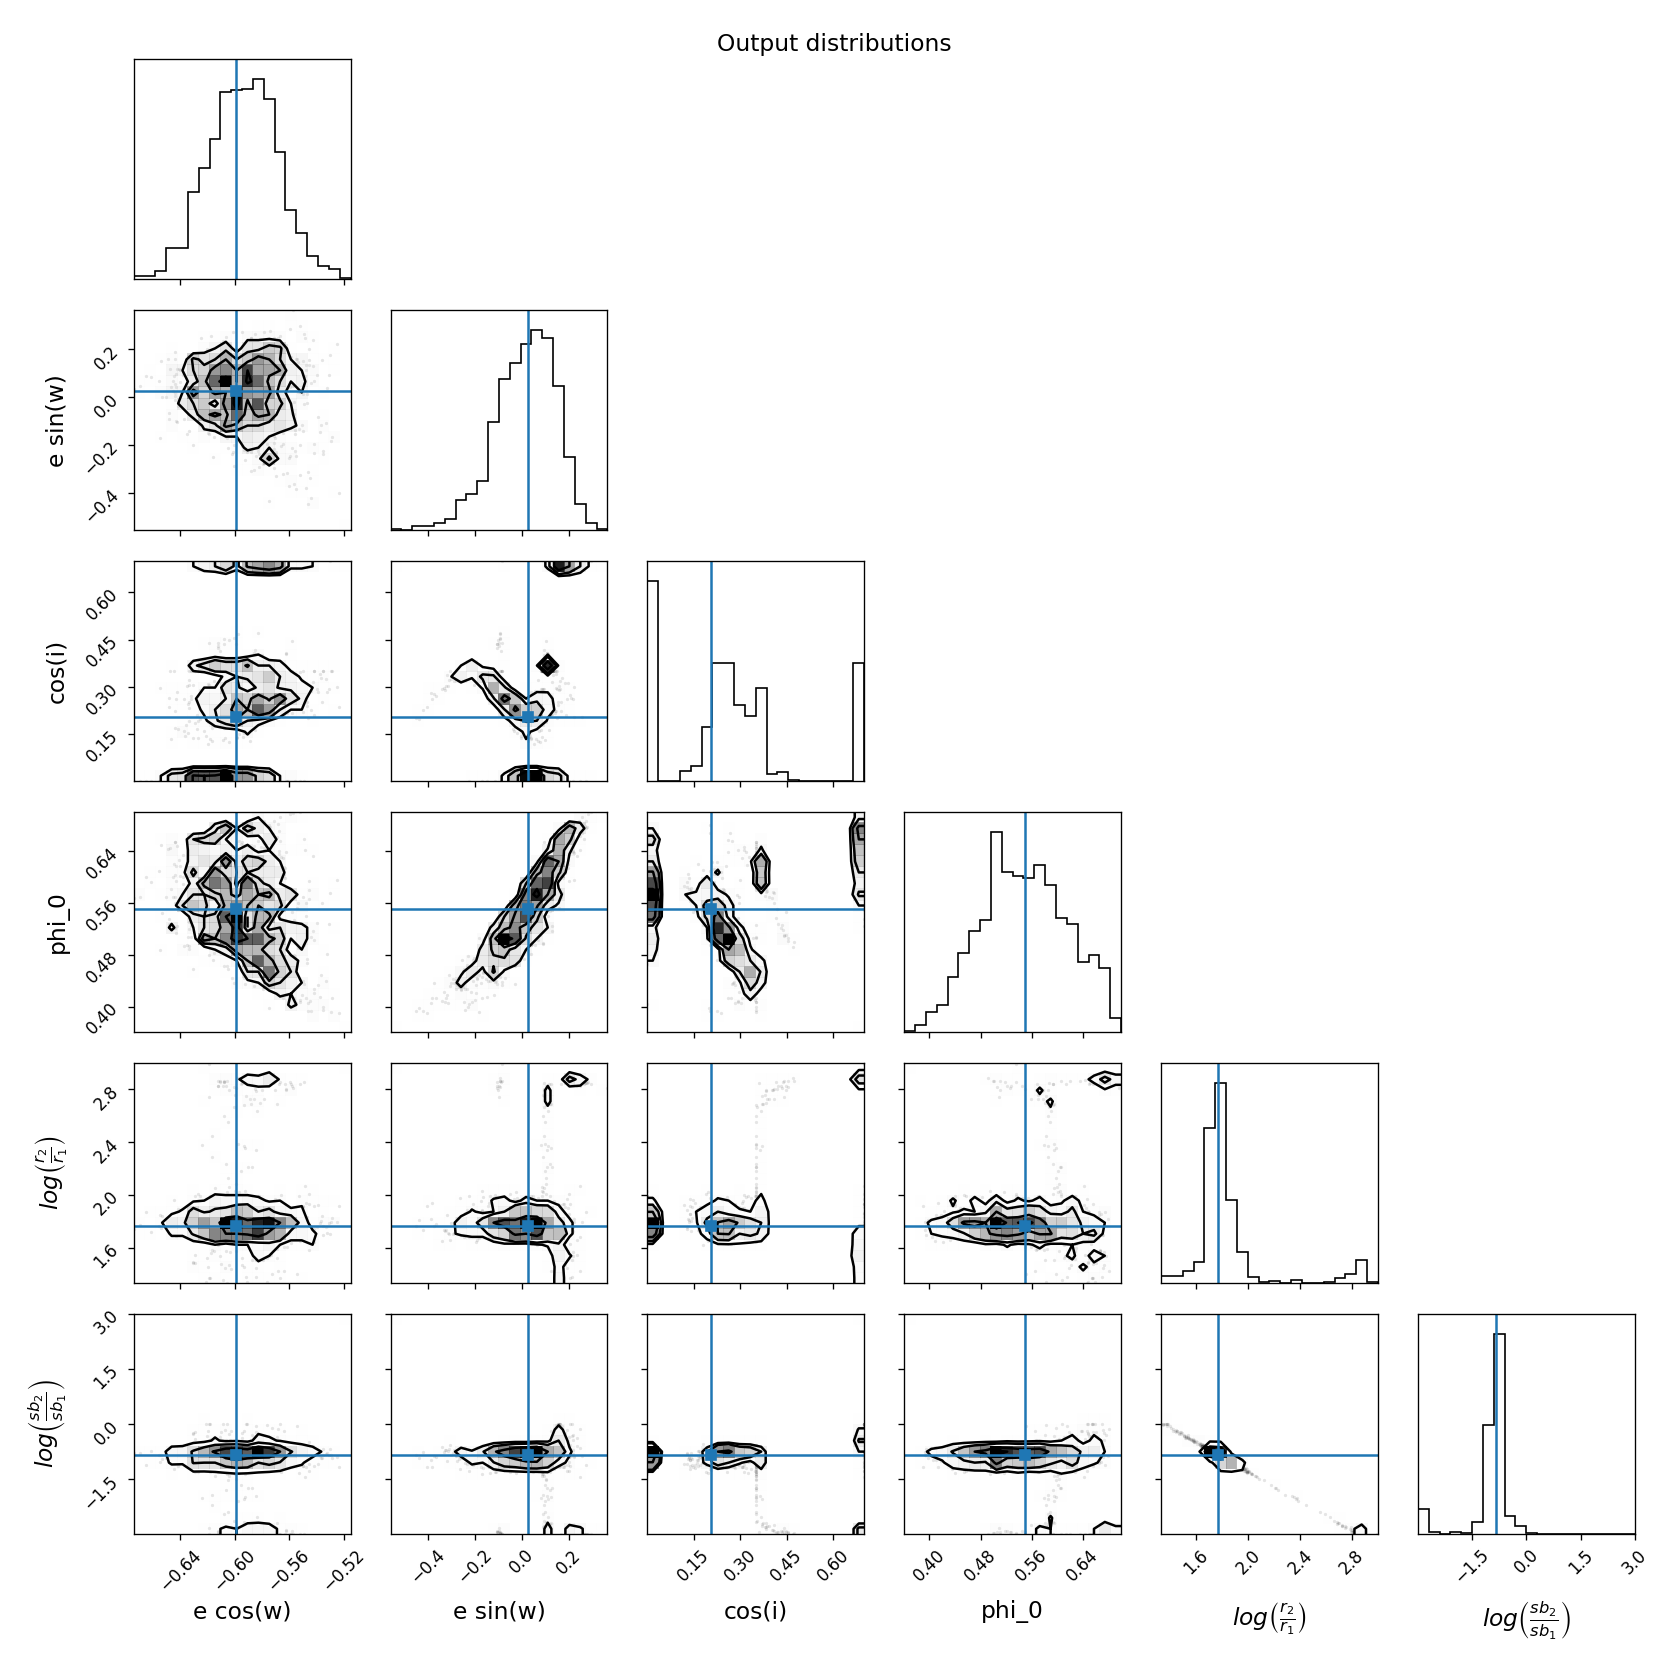 Output distributions
e sin(w)
0.2
0.0
−0.2
−0.4
cos(i)
0.60
0.45
0.30
0.15
phi_0
0.64
0.56
0.48
0.40
log(r₂/r₁)
2.8
2.4
2.0
1.6
log(sb₂/sb₁)
3.0
1.5
0.0
−1.5
−0.64 −0.60 −0.56 −0.52 −0.4 −0.2 0.0 0.2 0.15 0.30 0.45 0.60 0.40 0.48 0.56 0.64 1.6 2.0 2.4 2.8 −1.5 0.0 1.5 3.0
e cos(w) e sin(w) cos(i) phi_0 log(r₂/r₁) log(sb₂/sb₁)